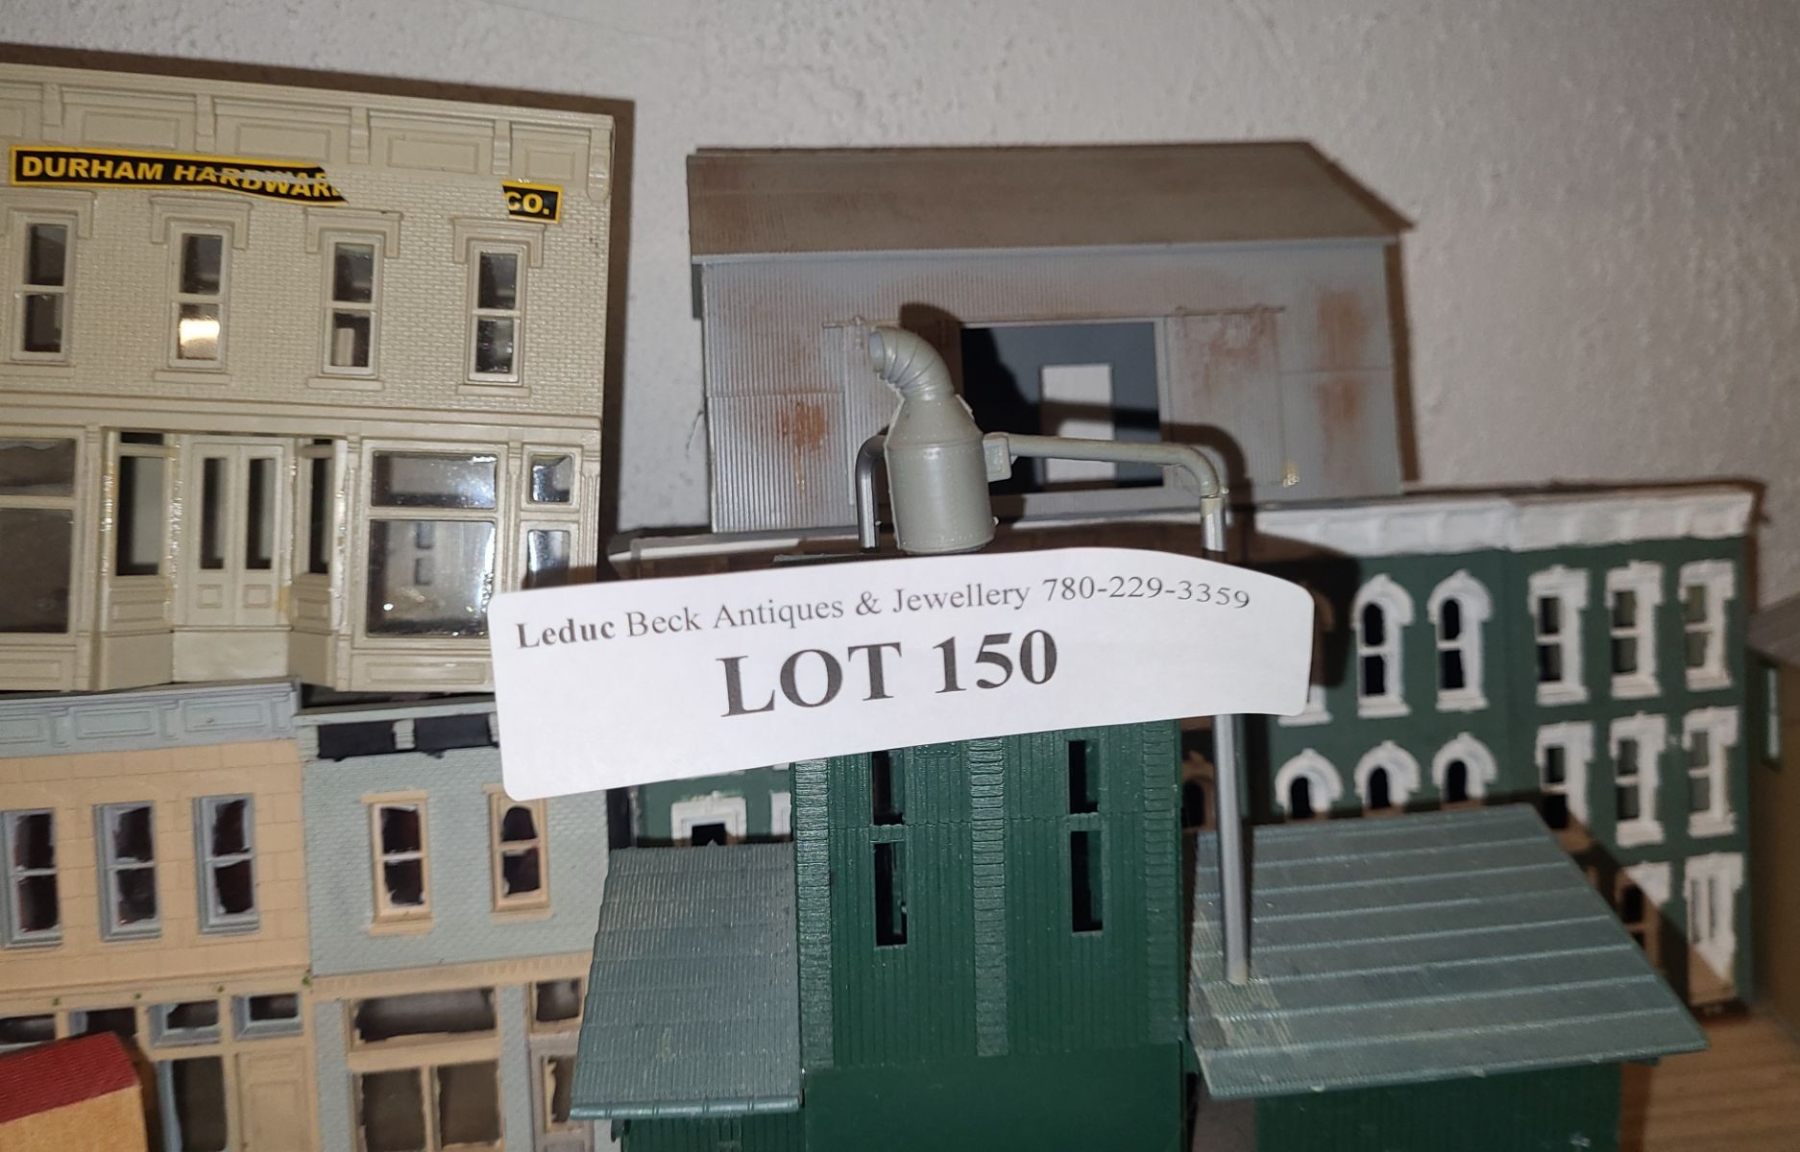 DURHAM HARDWAR CO.
Leduc Beck Antiques & Jewellery 780-229-3359
LOT 150